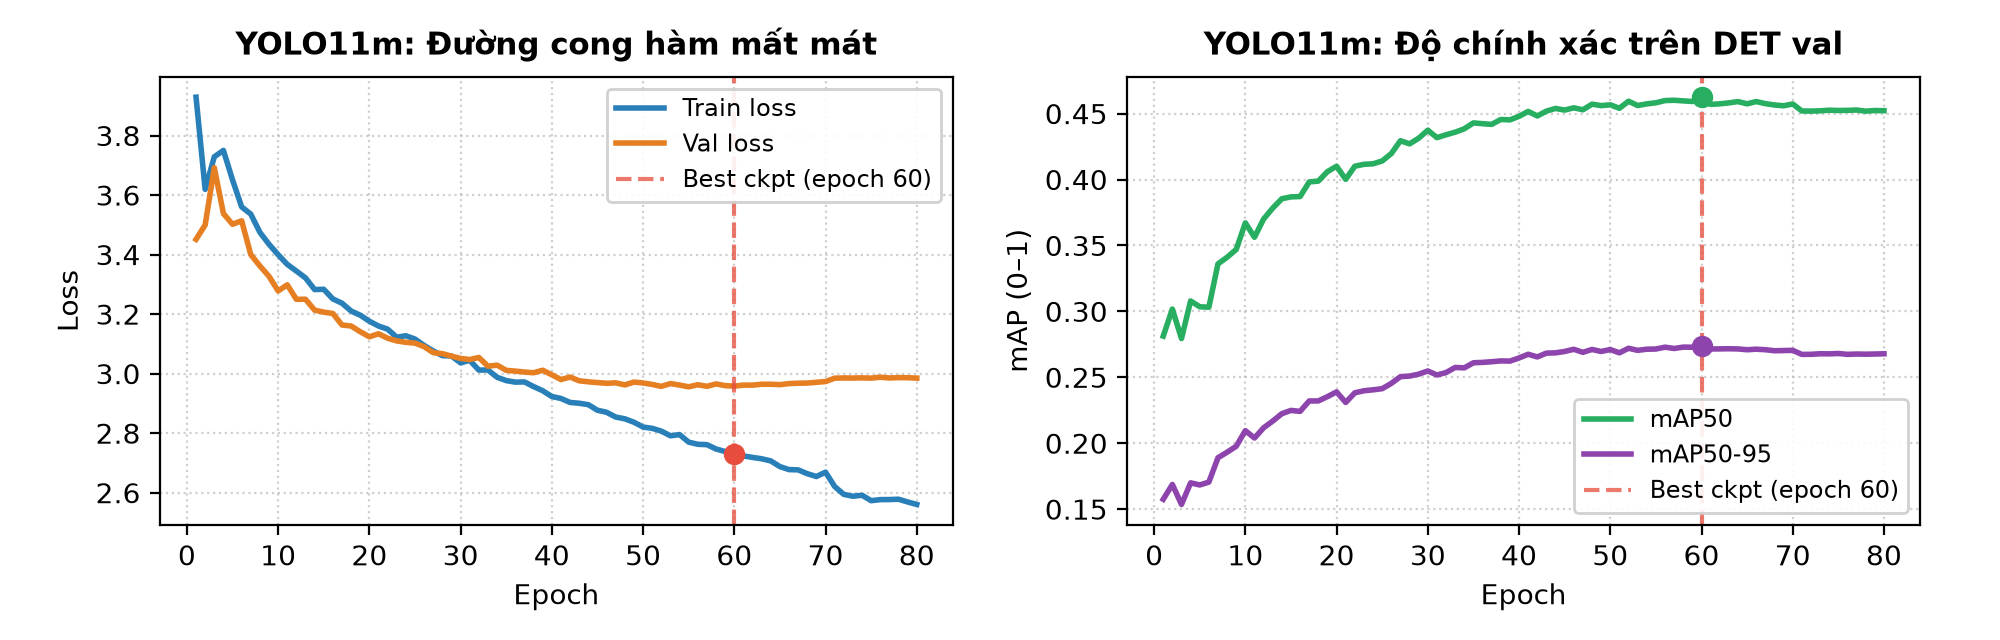 YOLO11m: Đường cong hàm mất mát
Loss
3.8
3.6
3.4
3.2
3.0
2.8
2.6
Train loss
Val loss
Best ckpt (epoch 60)
0 10 20 30 40 50 60 70 80
Epoch
YOLO11m: Độ chính xác trên DET val
mAP (0–1)
0.45
0.40
0.35
0.30
0.25
0.20
0.15
mAP50
mAP50-95
Best ckpt (epoch 60)
0 10 20 30 40 50 60 70 80
Epoch